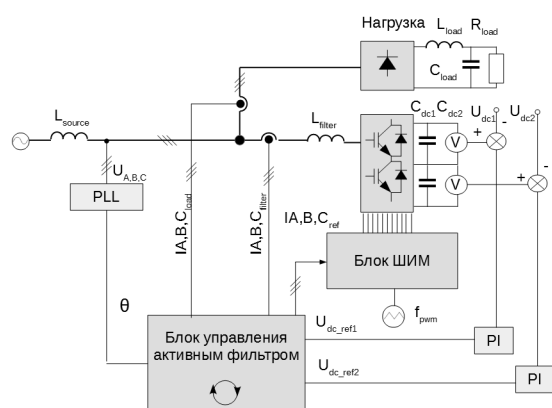 Нагрузка
L load R load
C load
L source
L filter
C dc1 C dc2
U dc1 U dc2
- -
+ V
+ V
U A,B,C
PLL
IA,B,C load
IA,B,C filter
IA,B,C ref
Блок ШИМ
f pwm
θ
Блок управления
активным фильтром
U dc_ref1
PI
U dc_ref2
PI